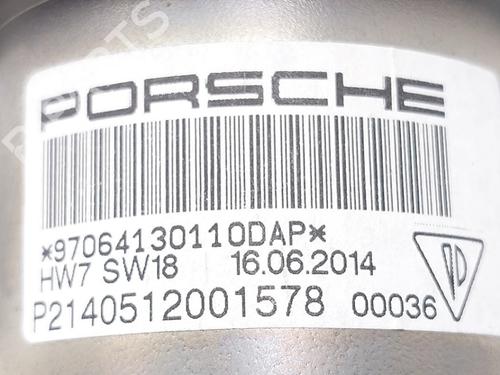 PORSCHE
*97064130110DAP*
HW7 SW18 16.06.2014
P2140512001578 00036